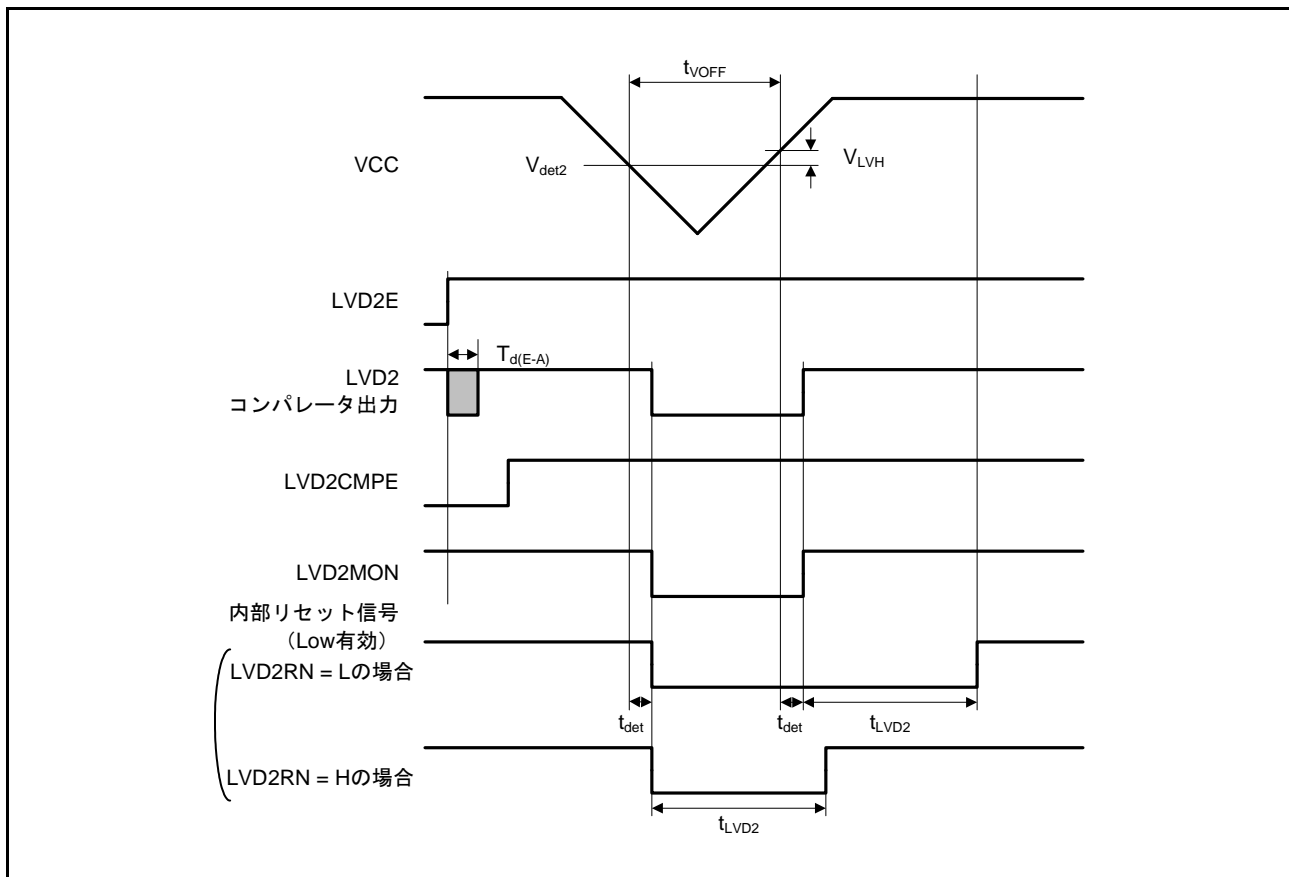 tVOFF
VCC
Vdet2
VLVH
LVD2E
Td(E-A)
LVD2
コンパレータ出力
LVD2CMPE
LVD2MON
内部リセット信号
（Low有効）
LVD2RN = Lの場合
tdet
tdet
tLVD2
LVD2RN = Hの場合
tLVD2